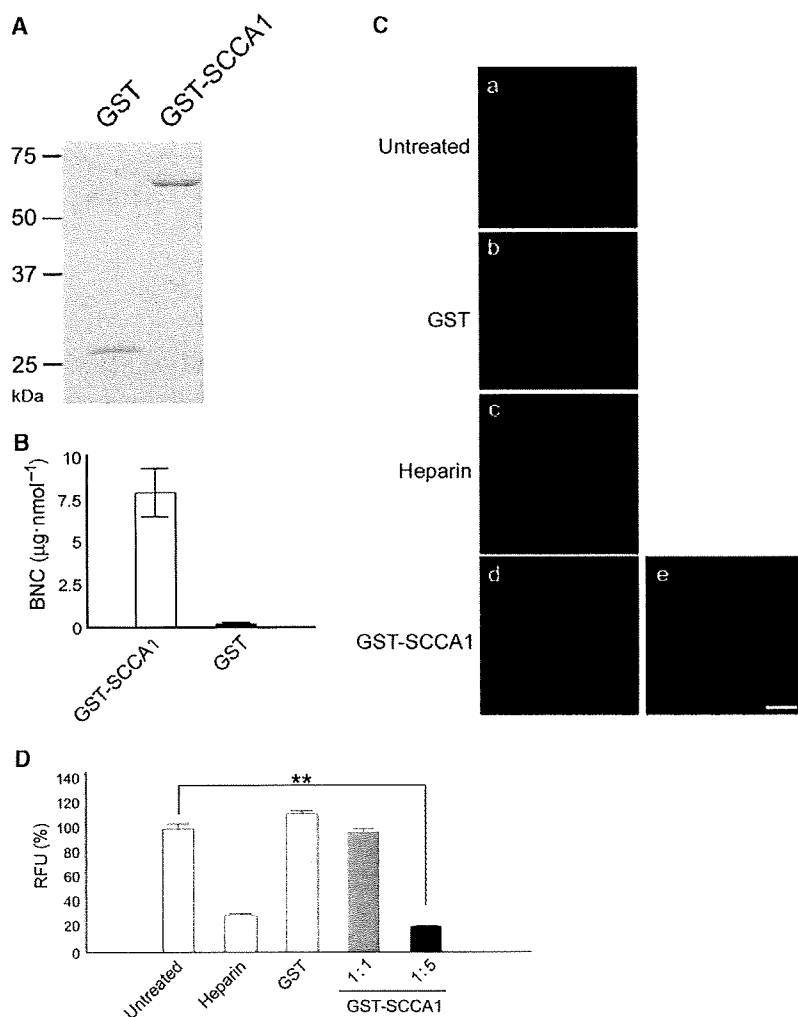 A
GST
GST-SCCA1
75
50
37
25
kDa
B
BNC (µg·nmol⁻¹)
10
7.5
5
2.5
0
GST-SCCA1
GST
C
Untreated
a
GST
b
Heparin
c
GST-SCCA1
d
e
D
RFU (%)
140
120
100
80
60
40
20
0
**
Untreated
Heparin
GST
1:1
1:5
GST-SCCA1